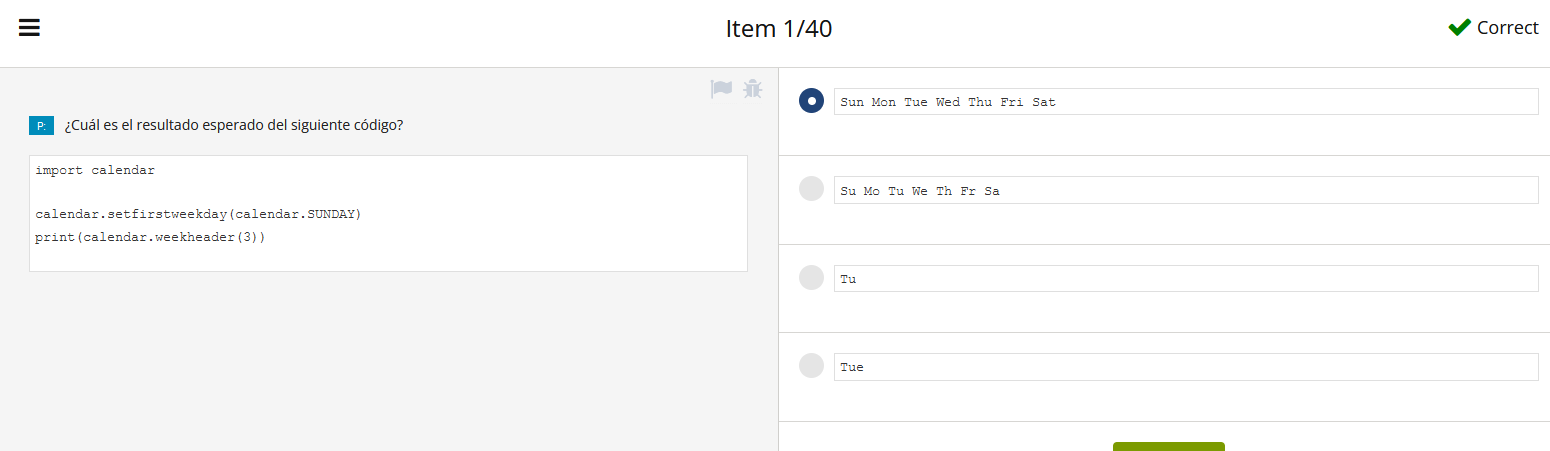 Item 1/40
Correct
P: ¿Cuál es el resultado esperado del siguiente código?
import calendar
calendar.setfirstweekday(calendar.SUNDAY)
print(calendar.weekheader(3))
Sun Mon Tue Wed Thu Fri Sat
Su Mo Tu We Th Fr Sa
Tu
Tue